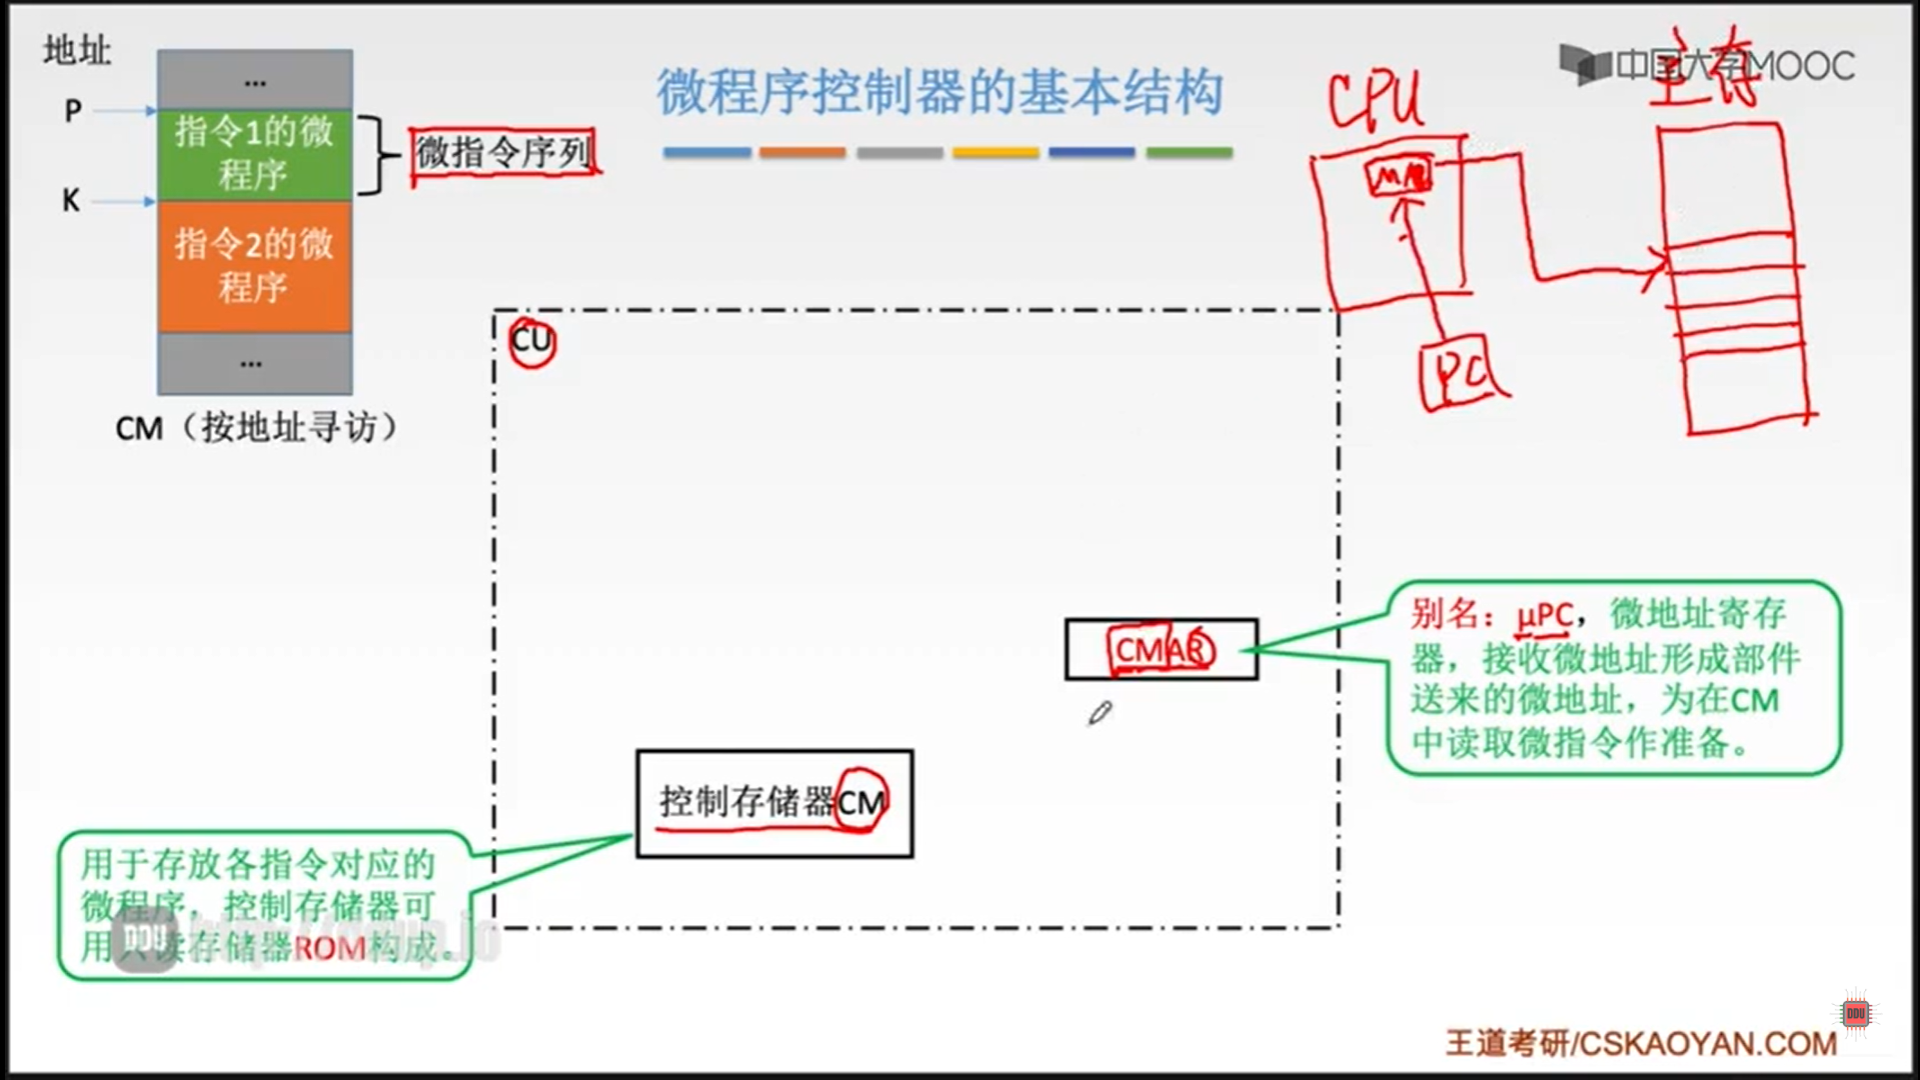 地址
...
P
指令1的微
程序
微指令序列
K
指令2的微
程序
...
CM（按地址寻访）
微程序控制器的基本结构
中国大学MOOC
CPU
主存
PC
CU
CMAR
别名：μPC，微地址寄存
器，接收微地址形成部件
送来的微地址，为在CM
中读取微指令作准备。
控制存储器CM
用于存放各指令对应的
微程序，控制存储器可
用只读存储器ROM构成。
DDU
DDU
王道考研/CSKAOYAN.COM